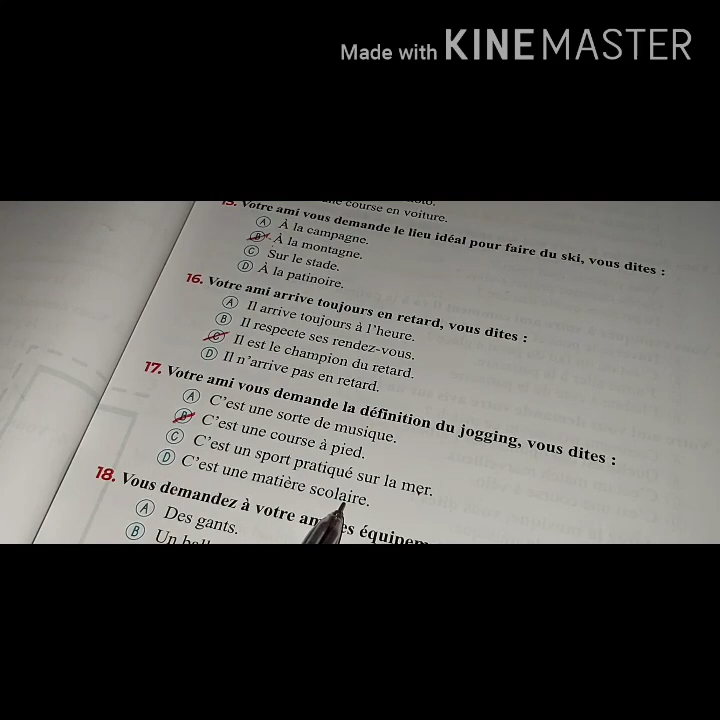 Made with KINEMASTER
course en voiture.
15. Votre ami vous demande le lieu idéal pour faire du ski, vous dites :
A À la campagne.
B À la montagne.
C Sur le stade.
D À la patinoire.
16. Votre ami arrive toujours en retard, vous dites :
A Il arrive toujours à l'heure.
B Il respecte ses rendez-vous.
C Il est le champion du retard.
D Il n'arrive pas en retard.
17. Votre ami vous demande la définition du jogging, vous dites :
A C'est une sorte de musique.
B C'est une course à pied.
C C'est un sport pratiqué sur la mer.
D C'est une matière scolaire.
18. Vous demandez à votre
A Des gants.
B Un